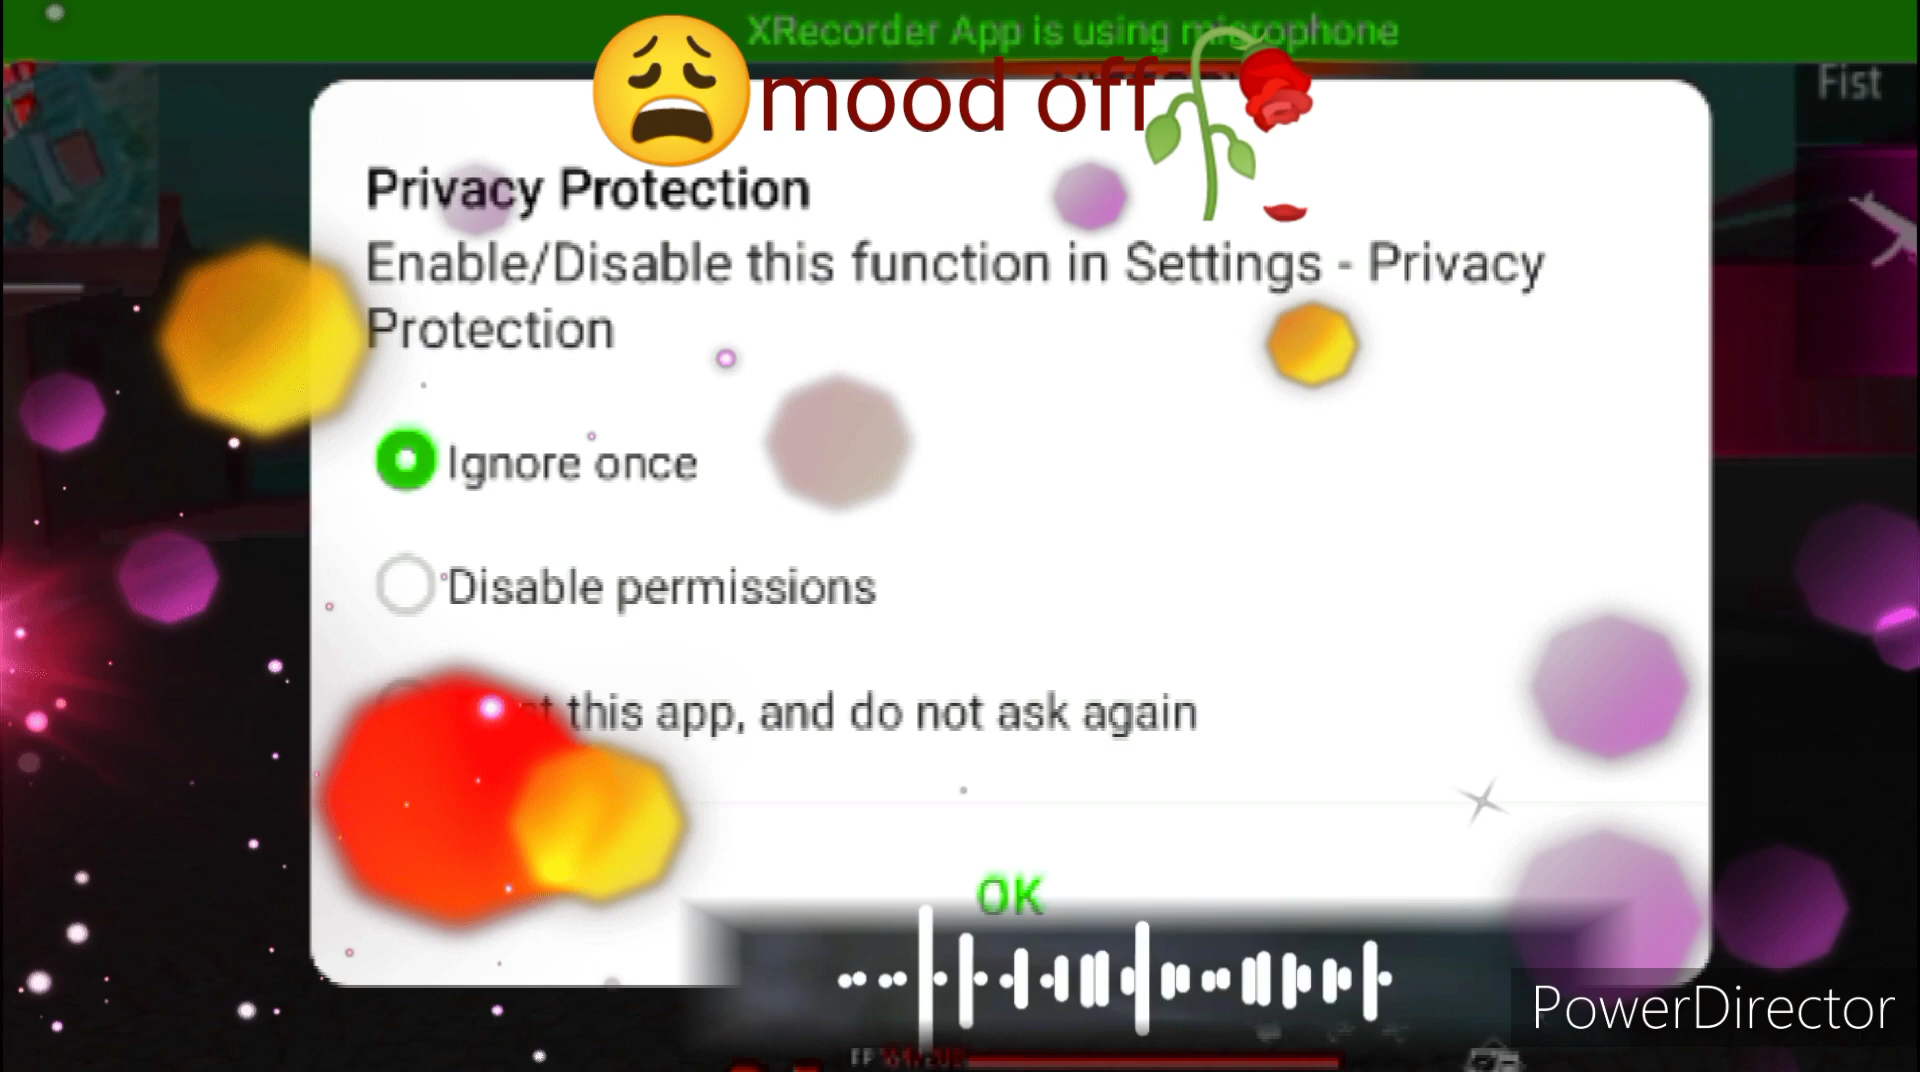 XRecorder App is using microphone
mood off
Fist
Privacy Protection
Enable/Disable this function in Settings - Privacy
Protection
Ignore once
Disable permissions
this app, and do not ask again
OK
PowerDirector